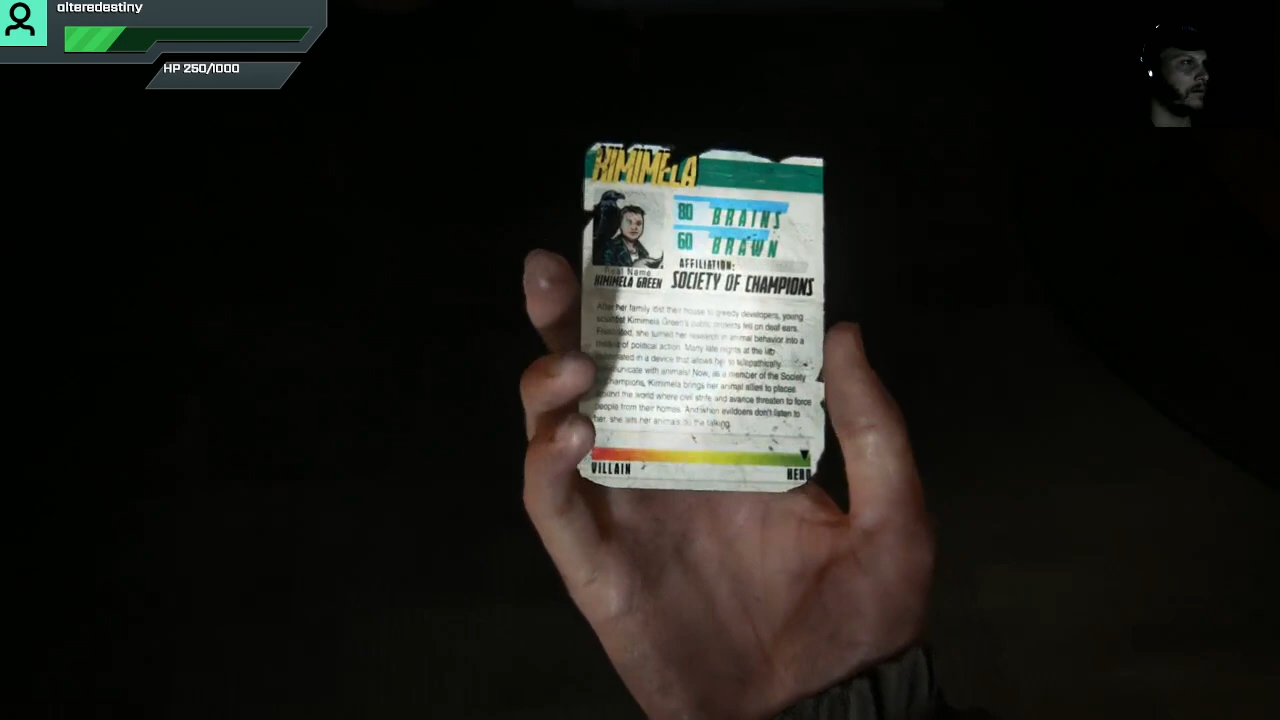 alteredestiny
HP 250/1000
KIMIMELA
80 BRAINS
60 BRAWN
AFFILIATION:
SOCIETY OF CHAMPIONS
Real Name
KIMIMELA GREEN
After her family lost their house to greedy developers, young
scientist Kimimela Green's public protests fell on deaf ears.
Frustrated, she turned her research in animal behavior into a
of political action. Many late nights at the lab
culminated in a device that allows her to telepathically
communicate with animals! Now, as a member of the Society
Champions, Kimimela brings her animal allies to places
around the world where civil strife and avarice threaten to force
people from their homes. And when evildoers don't listen to
her, she lets her animals do the talking.
VILLAIN
HERO